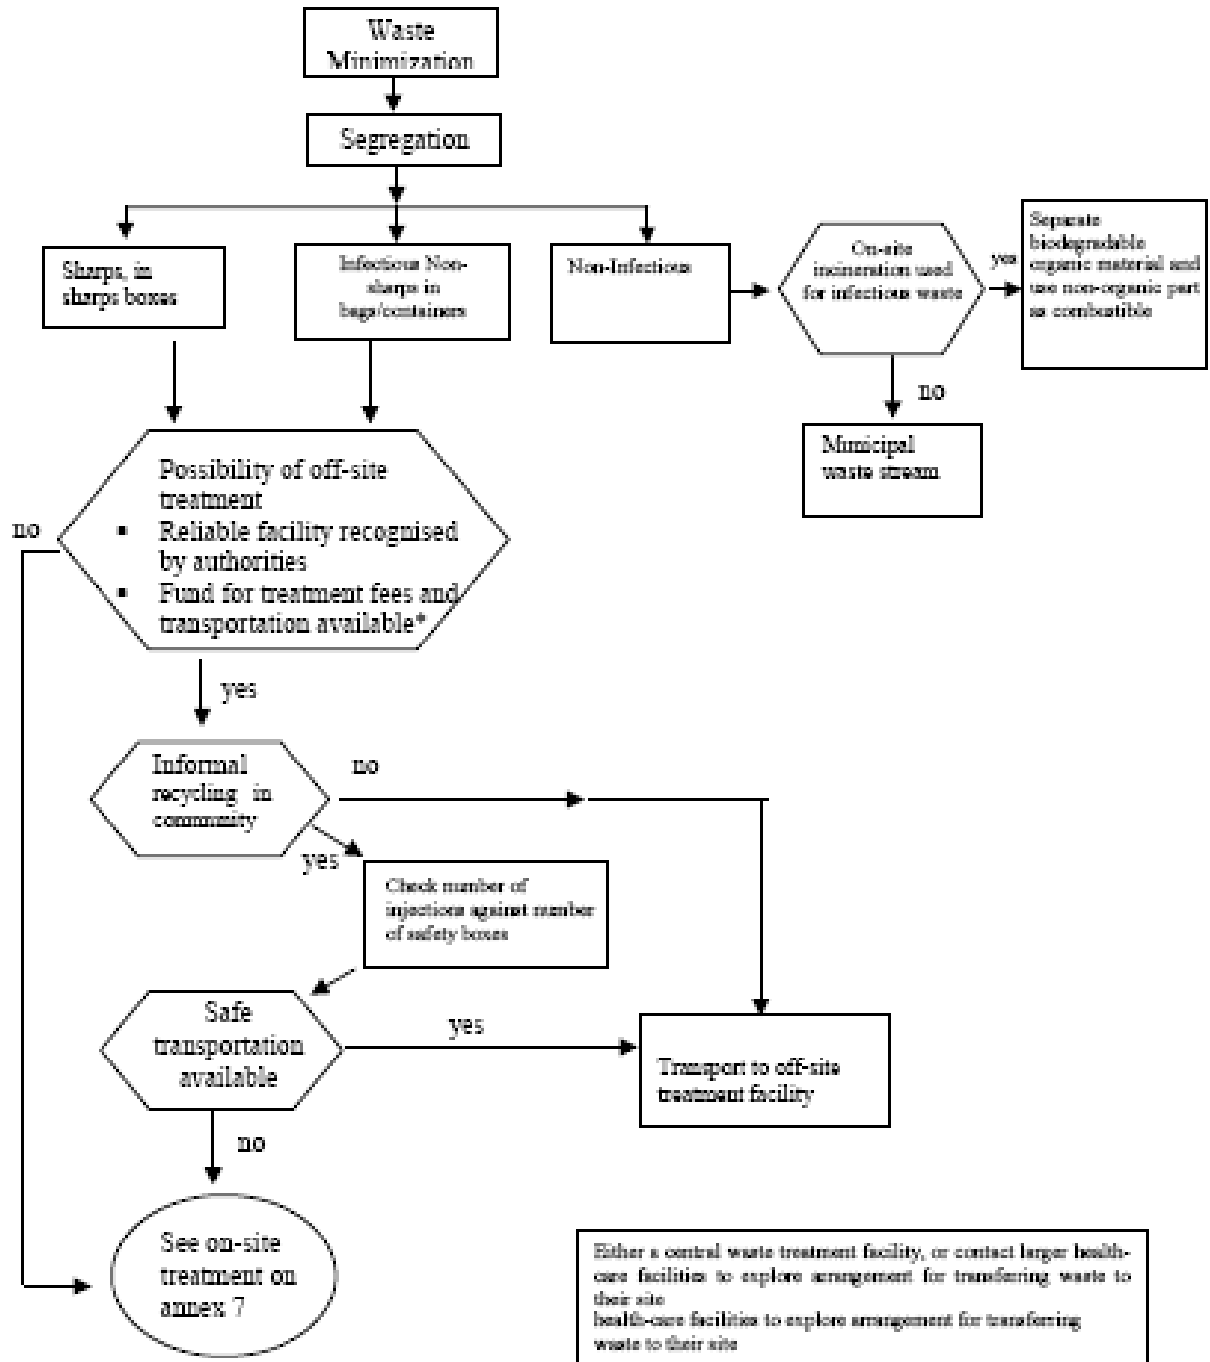 Waste
Minimization
Segregation
Sharps, in
sharps boxes
Infectious Non-
sharps in
bags/containers
Non-Infectious
On-site
incineration used
for infectious waste
yes
Separate
biodegradable
organic material and
use non-organic part
as combustible
no
Municipal
waste stream
Possibility of off-site
treatment
▪ Reliable facility recognised
by authorities
▪ Fund for treatment fees and
transportation available*
no
yes
Informal
recycling in
community
no
yes
Check number of
injections against number
of safety boxes
Safe
transportation
available
yes
Transport to off-site
treatment facility
no
See on-site
treatment on
annex 7
Either a central waste treatment facility, or contact larger health-
care facilities to explore arrangement for transferring waste to
their site
health-care facilities to explore arrangement for transferring
waste to their site